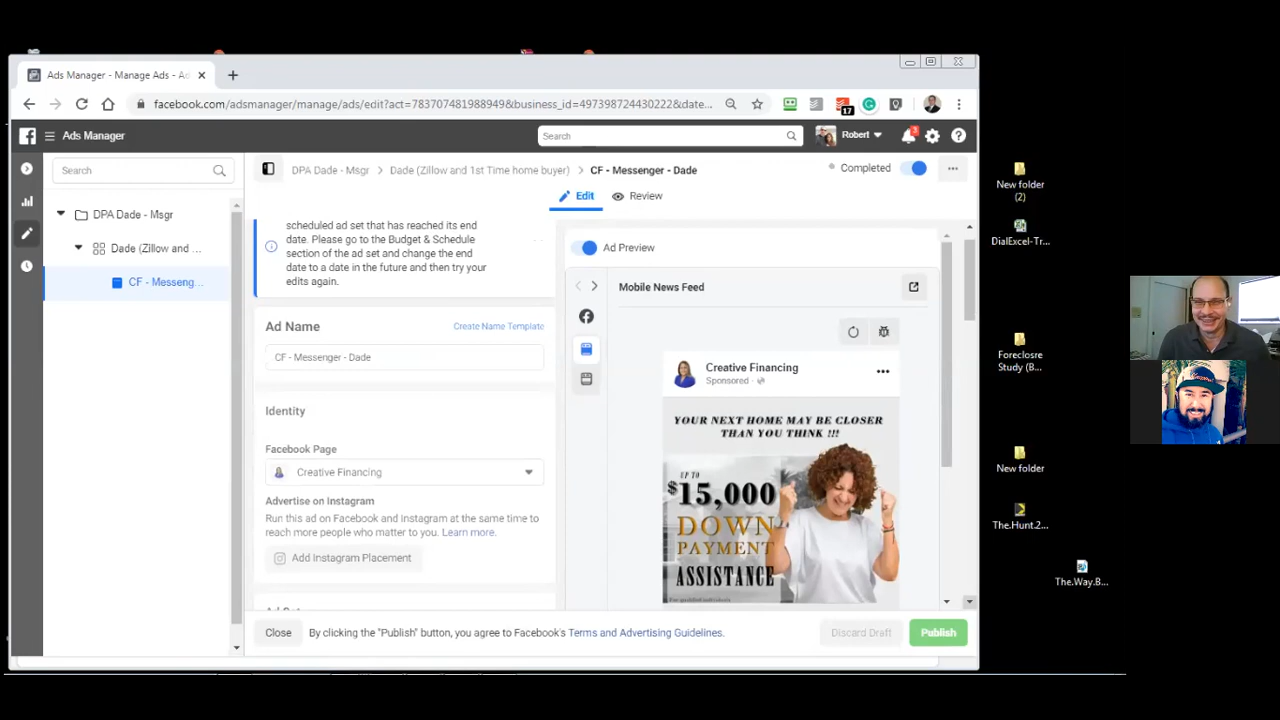 Ads Manager - Manage Ads - Ad
facebook.com/adsmanager/manage/ads/edit?act=783707481988949&business_id=497398724430222&date...
17
Ads Manager
Search
Robert
3
Search
DPA Dade - Msgr
Dade (Zillow and ...
CF - Messeng...
DPA Dade - Msgr > Dade (Zillow and 1st Time home buyer) > CF - Messenger - Dade
Completed
Edit
Review
scheduled ad set that has reached its end
date. Please go to the Budget & Schedule
section of the ad set and change the end
date to a date in the future and then try your
edits again.
Ad Name
Create Name Template
CF - Messenger - Dade
Identity
Facebook Page
Creative Financing
Advertise on Instagram
Run this ad on Facebook and Instagram at the same time to
reach more people who matter to you. Learn more.
Add Instagram Placement
Ad Preview
Mobile News Feed
Creative Financing
Sponsored ·
YOUR NEXT HOME MAY BE CLOSER
THAN YOU THINK !!!
UP TO
$15,000
DOWN
PAYMENT
ASSISTANCE
Close
By clicking the "Publish" button, you agree to Facebook's Terms and Advertising Guidelines.
Discard Draft
Publish
New folder
(2)
DialExcel-Tr...
Foreclosre
Study (B...
New folder
The.Hunt.2...
The.Way.B...